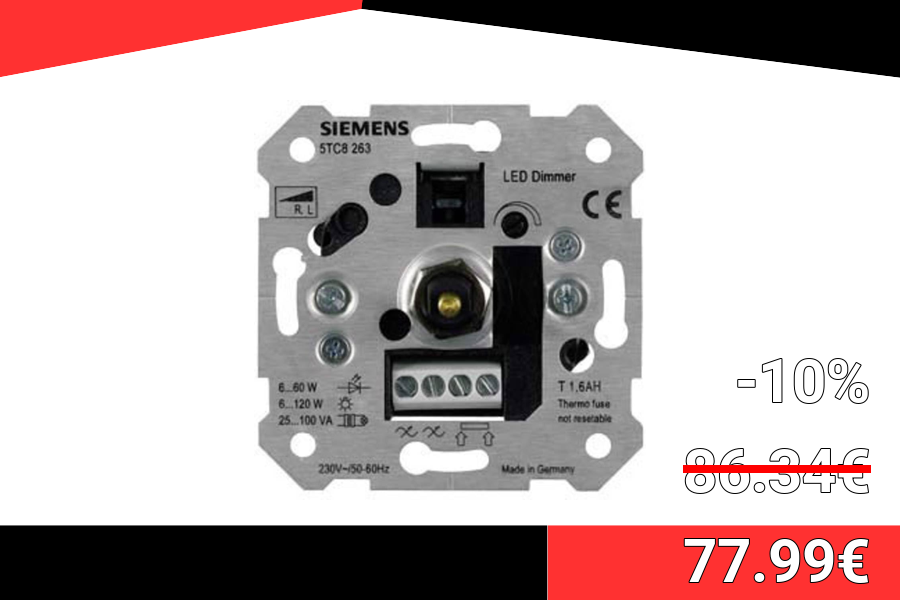 SIEMENS
5TC8 263
LED Dimmer
CE
R, L
6...60 W
6...120 W
25...100 VA
T 1,6AH
Thermo fuse
not resetable
230V~/50-60Hz
Made in Germany
-10%
86.34€
77.99€